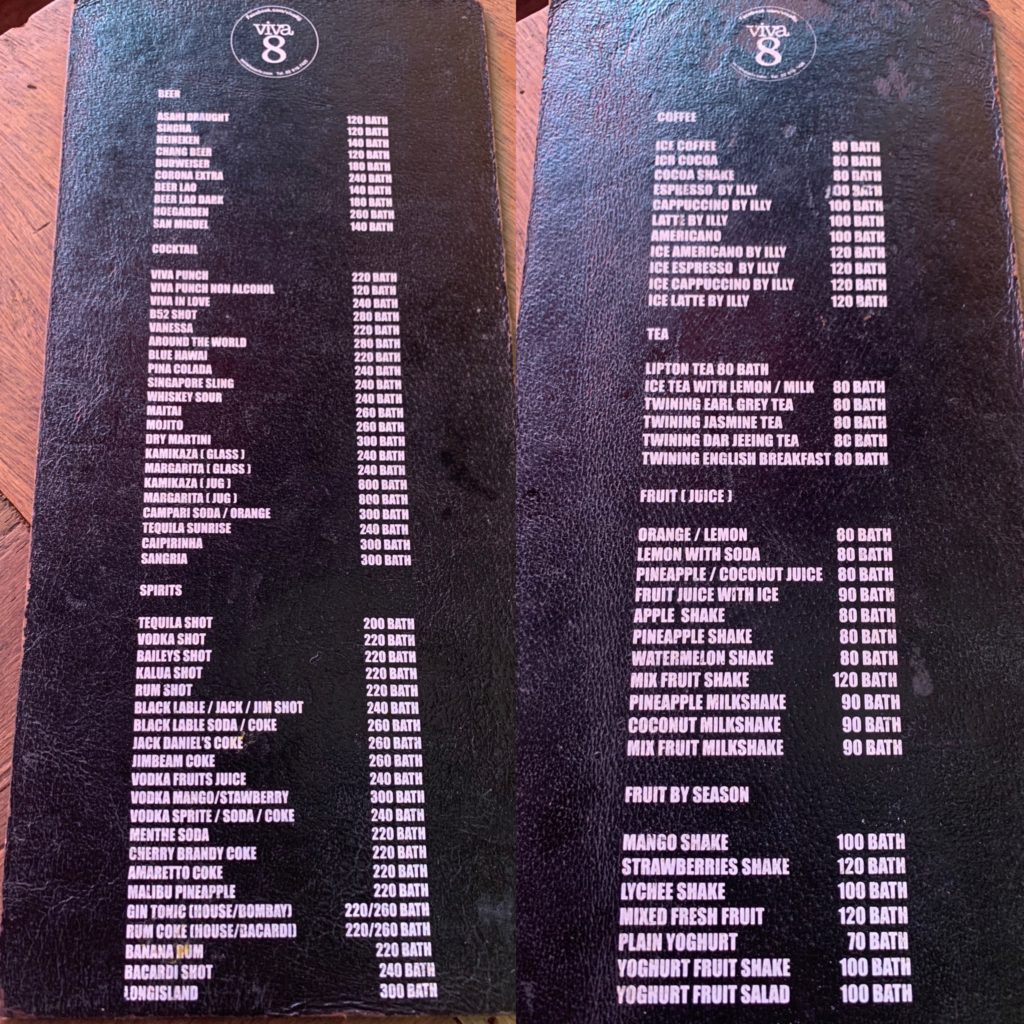 viva
8
BEER
ASAHI DRAUGHT 120 BATH
SINGHA 120 BATH
HEINEKEN 140 BATH
CHANG BEER 120 BATH
BUDWEISER 180 BATH
CORONA EXTRA 240 BATH
BEER LAO 140 BATH
BEER LAO DARK 180 BATH
HOEGARDEN 260 BATH
SAN MIGUEL 140 BATH
COCKTAIL
VIVA PUNCH 220 BATH
VIVA PUNCH NON ALCOHOL 120 BATH
VIVA IN LOVE 240 BATH
B52 SHOT 280 BATH
VANESSA 220 BATH
AROUND THE WORLD 280 BATH
BLUE HAWAI 220 BATH
PINA COLADA 240 BATH
SINGAPORE SLING 240 BATH
WHISKEY SOUR 240 BATH
MAITAI 260 BATH
MOJITO 260 BATH
DRY MARTINI 300 BATH
KAMIKAZA ( GLASS ) 240 BATH
MARGARITA ( GLASS ) 240 BATH
KAMIKAZA ( JUG ) 800 BATH
MARGARITA ( JUG ) 800 BATH
CAMPARI SODA / ORANGE 300 BATH
TEQUILA SUNRISE 240 BATH
CAIPIRINHA 300 BATH
SANGRIA 300 BATH
SPIRITS
TEQUILA SHOT 200 BATH
VODKA SHOT 220 BATH
BAILEYS SHOT 220 BATH
KALUA SHOT 220 BATH
RUM SHOT 220 BATH
BLACK LABLE / JACK / JIM SHOT 240 BATH
BLACK LABLE SODA / COKE 260 BATH
JACK DANIEL'S COKE 260 BATH
JIMBEAM COKE 260 BATH
VODKA FRUITS JUICE 240 BATH
VODKA MANGO/STAWBERRY 300 BATH
VODKA SPRITE / SODA / COKE 240 BATH
MENTHE SODA 220 BATH
CHERRY BRANDY COKE 220 BATH
AMARETTO COKE 220 BATH
MALIBU PINEAPPLE 220 BATH
GIN TONIC (HOUSE/BOMBAY) 220/260 BATH
RUM COKE (HOUSE/BACARDI) 220/260 BATH
BANANA RUM 220 BATH
BACARDI SHOT 240 BATH
LONGISLAND 300 BATH
viva
8
COFFEE
ICE COFFEE 80 BATH
ICR COCOA 80 BATH
COCOA SHAKE 80 BATH
ESPRESSO BY ILLY 100 BATH
CAPPUCCINO BY ILLY 100 BATH
LATTE BY ILLY 100 BATH
AMERICANO 100 BATH
ICE AMERICANO BY ILLY 120 BATH
ICE ESPRESSO BY ILLY 120 BATH
ICE CAPPUCCINO BY ILLY 120 BATH
ICE LATTE BY ILLY 120 BATH
TEA
LIPTON TEA 80 BATH
ICE TEA WITH LEMON / MILK 80 BATH
TWINING EARL GREY TEA 80 BATH
TWINING JASMINE TEA 80 BATH
TWINING DAR JEEING TEA 80 BATH
TWINING ENGLISH BREAKFAST 80 BATH
FRUIT ( JUICE )
ORANGE / LEMON 80 BATH
LEMON WITH SODA 80 BATH
PINEAPPLE / COCONUT JUICE 80 BATH
FRUIT JUICE WITH ICE 90 BATH
APPLE SHAKE 80 BATH
PINEAPPLE SHAKE 80 BATH
WATERMELON SHAKE 80 BATH
MIX FRUIT SHAKE 120 BATH
PINEAPPLE MILKSHAKE 90 BATH
COCONUT MILKSHAKE 90 BATH
MIX FRUIT MILKSHAKE 90 BATH
FRUIT BY SEASON
MANGO SHAKE 100 BATH
STRAWBERRIES SHAKE 120 BATH
LYCHEE SHAKE 100 BATH
MIXED FRESH FRUIT 120 BATH
PLAIN YOGHURT 70 BATH
YOGHURT FRUIT SHAKE 100 BATH
YOGHURT FRUIT SALAD 100 BATH